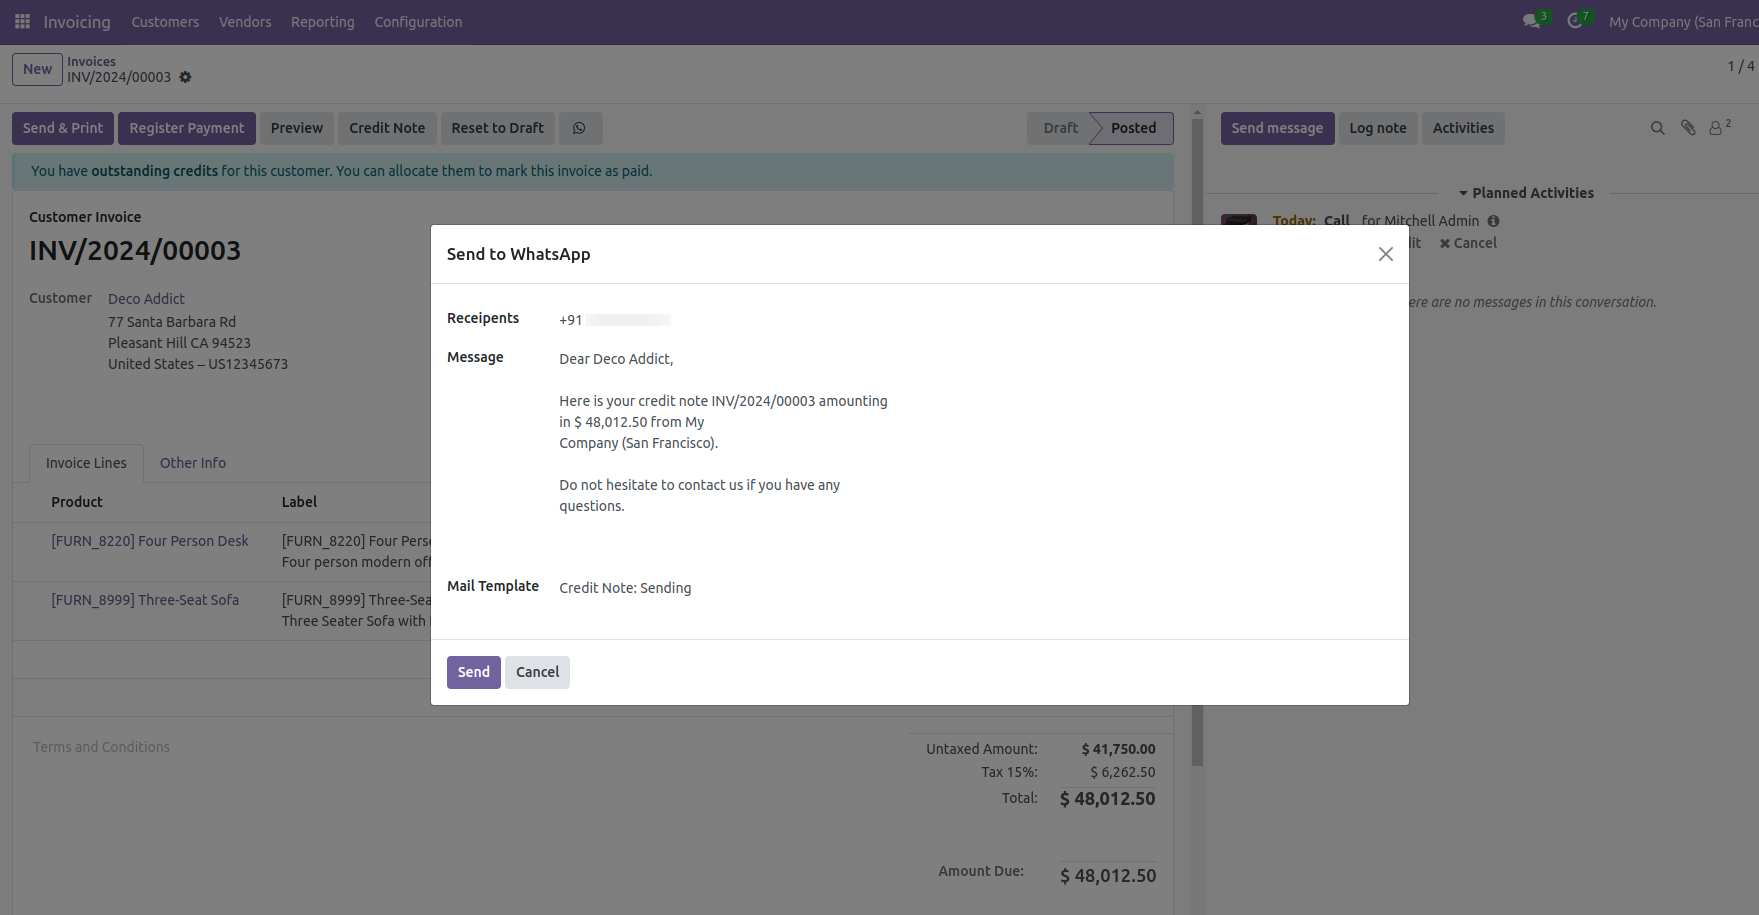 Invoicing Customers Vendors Reporting Configuration 3 7 My Company (San Franc
New Invoices
INV/2024/00003
1 / 4
Send & Print Register Payment Preview Credit Note Reset to Draft Draft Posted
Send message Log note Activities 2
You have outstanding credits for this customer. You can allocate them to mark this invoice as paid.
Planned Activities
Customer Invoice
INV/2024/00003
Today: Call for Mitchell Admin
dit Cancel
ere are no messages in this conversation.
Customer Deco Addict
77 Santa Barbara Rd
Pleasant Hill CA 94523
United States – US12345673
Send to WhatsApp
Receipents +91
Message Dear Deco Addict,
Here is your credit note INV/2024/00003 amounting
in $ 48,012.50 from My
Company (San Francisco).
Do not hesitate to contact us if you have any
questions.
Mail Template Credit Note: Sending
Send Cancel
Invoice Lines Other Info
Product Label
[FURN_8220] Four Person Desk [FURN_8220] Four Pers
Four person modern off
[FURN_8999] Three-Seat Sofa [FURN_8999] Three-Sea
Three Seater Sofa with
Terms and Conditions
Untaxed Amount: $ 41,750.00
Tax 15%: $ 6,262.50
Total: $ 48,012.50
Amount Due: $ 48,012.50